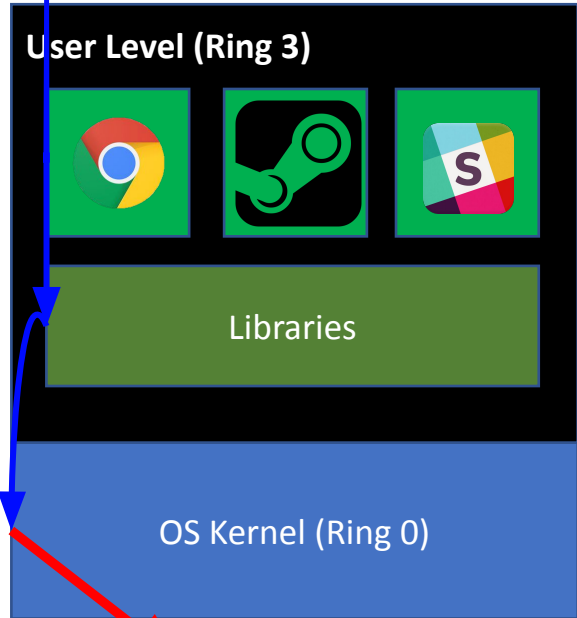 User Level (Ring 3)
S
Libraries
OS Kernel (Ring 0)